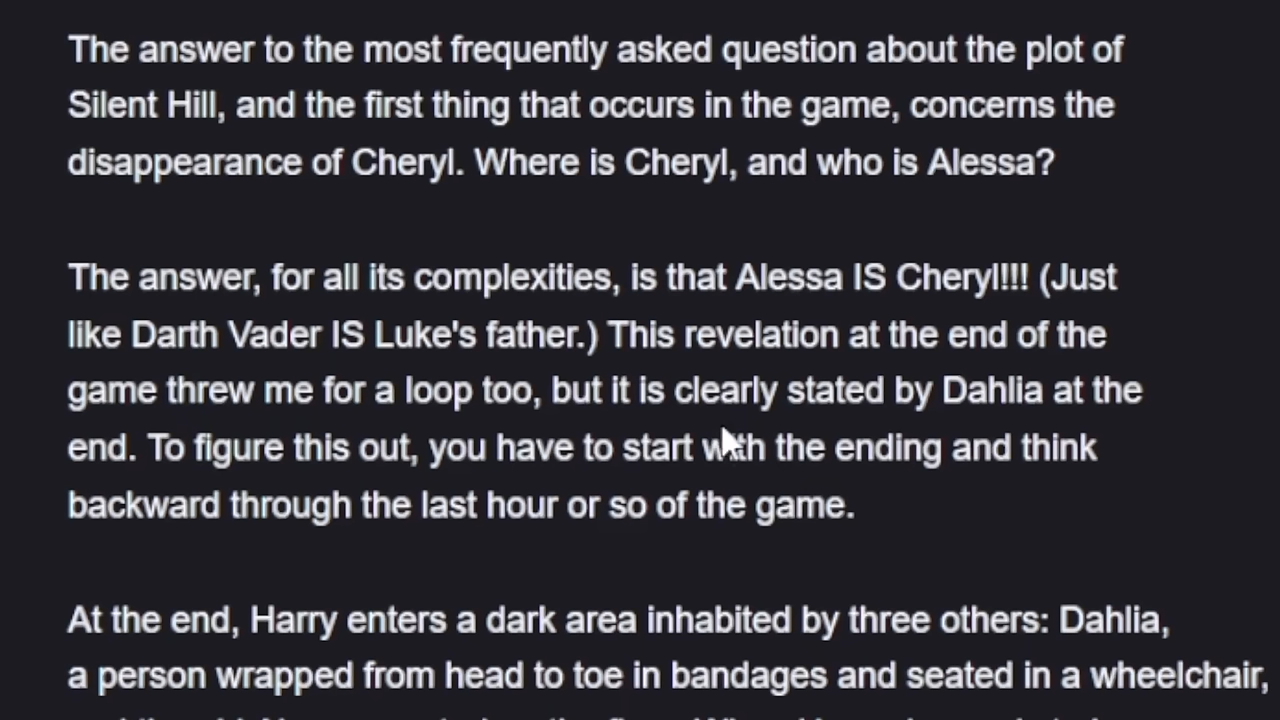 The answer to the most frequently asked question about the plot of
Silent Hill, and the first thing that occurs in the game, concerns the
disappearance of Cheryl. Where is Cheryl, and who is Alessa?
The answer, for all its complexities, is that Alessa IS Cheryl!!! (Just
like Darth Vader IS Luke's father.) This revelation at the end of the
game threw me for a loop too, but it is clearly stated by Dahlia at the
end. To figure this out, you have to start with the ending and think
backward through the last hour or so of the game.
At the end, Harry enters a dark area inhabited by three others: Dahlia,
a person wrapped from head to toe in bandages and seated in a wheelchair,